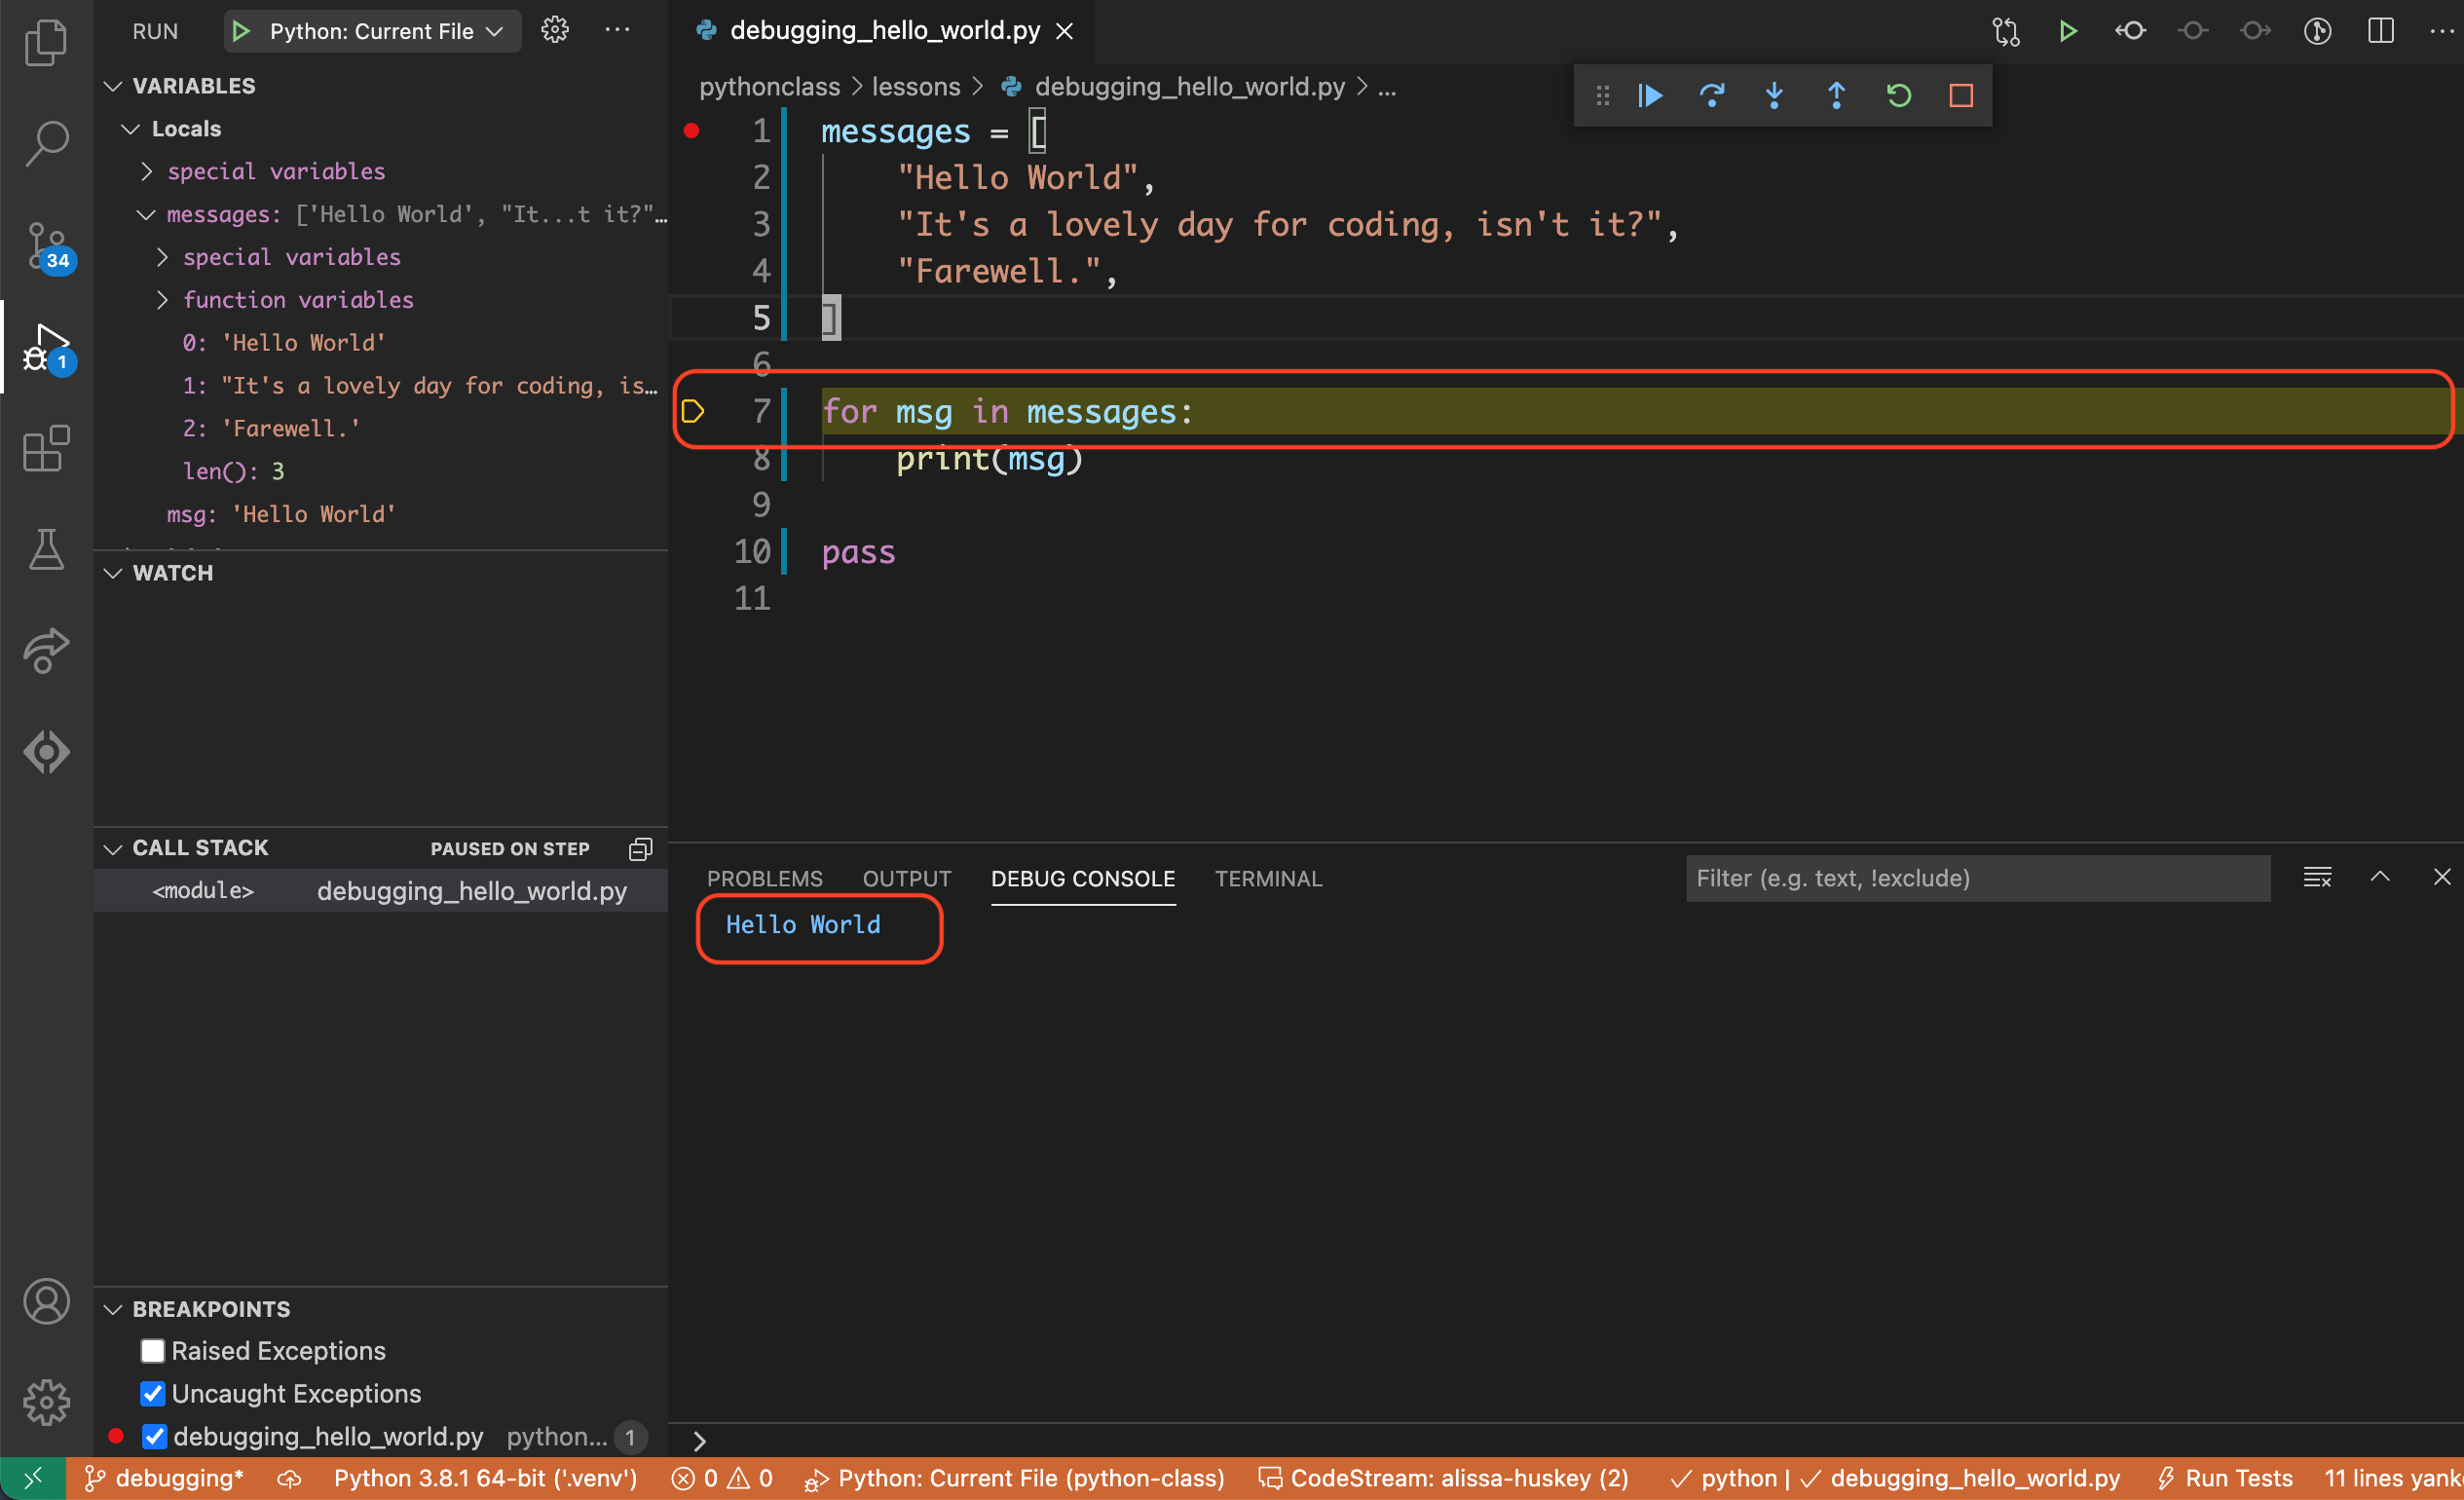 RUN
Python: Current File
VARIABLES
Locals
special variables
messages: ['Hello World', "It...t it?"...
special variables
function variables
0: 'Hello World'
1: "It's a lovely day for coding, is...
2: 'Farewell.'
len(): 3
msg: 'Hello World'
34
1
WATCH
CALL STACK
PAUSED ON STEP
<module> debugging_hello_world.py
BREAKPOINTS
Raised Exceptions
Uncaught Exceptions
debugging_hello_world.py python... 1
debugging_hello_world.py
pythonclass > lessons > debugging_hello_world.py > ...
1 messages = [
2 "Hello World",
3 "It's a lovely day for coding, isn't it?",
4 "Farewell.",
5 ]
6
7 for msg in messages:
8 print(msg)
9
10 pass
11
PROBLEMS OUTPUT DEBUG CONSOLE TERMINAL
Filter (e.g. text, !exclude)
Hello World
debugging* Python 3.8.1 64-bit ('.venv') 0 0 Python: Current File (python-class) CodeStream: alissa-huskey (2) python | debugging_hello_world.py Run Tests 11 lines yank